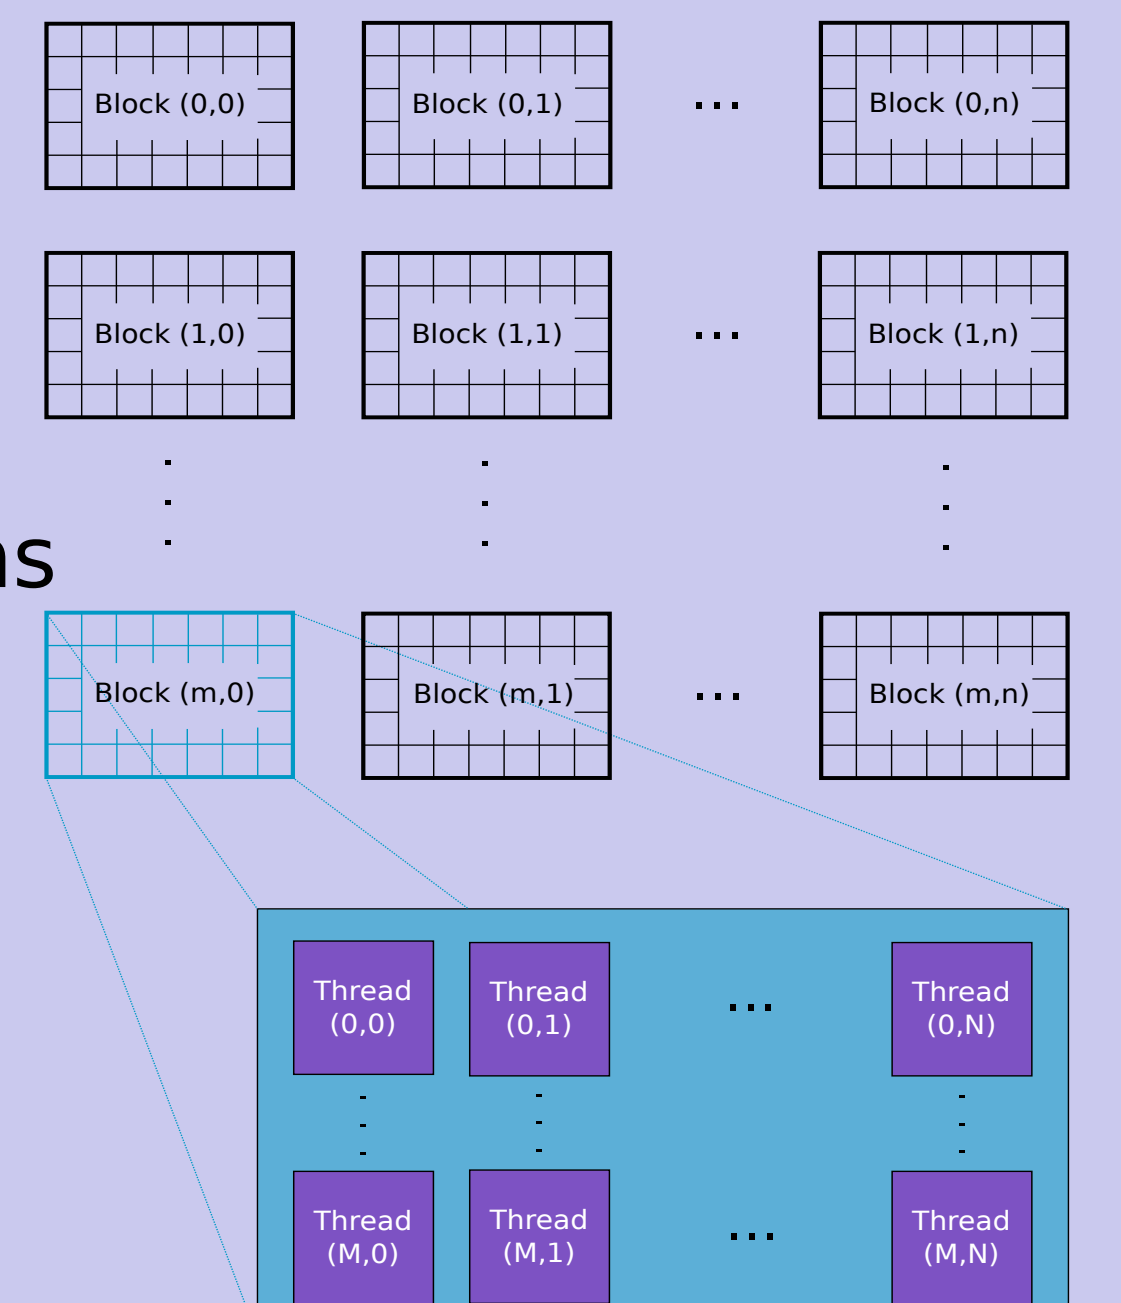 Block (0,0)
Block (0,1)
...
Block (0,n)
Block (1,0)
Block (1,1)
...
Block (1,n)
Block (m,0)
Block (m,1)
...
Block (m,n)
Thread
(0,0)
Thread
(0,1)
...
Thread
(0,N)
Thread
(M,0)
Thread
(M,1)
...
Thread
(M,N)